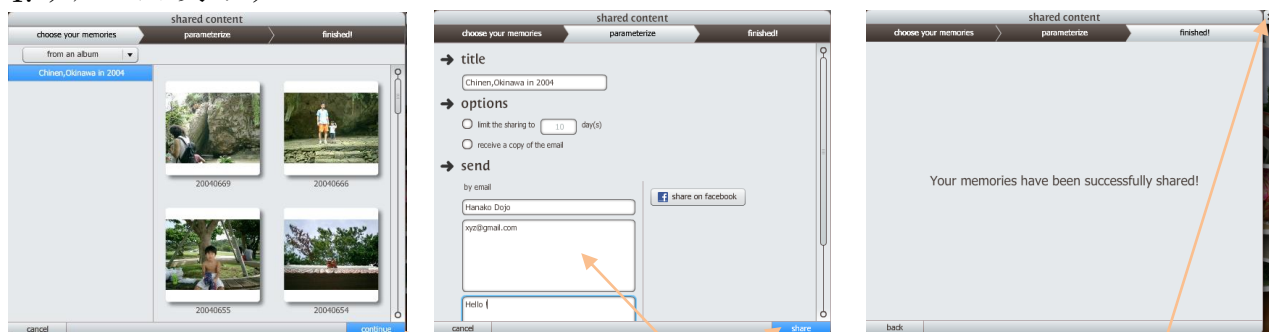 shared content
choose your memories
parameterize
finished!
from an album
Chinen,Okinawa in 2004
20040669
20040666
20040655
20040654
cancel
continue
shared content
choose your memories
parameterize
finished!
title
Chinen,Okinawa in 2004
options
limit the sharing to 10 day(s)
receive a copy of the email
send
by email
share on facebook
Hanako Dojo
xyz@gmail.com
Hello f
cancel
share
shared content
choose your memories
parameterize
finished!
Your memories have been successfully shared!
back